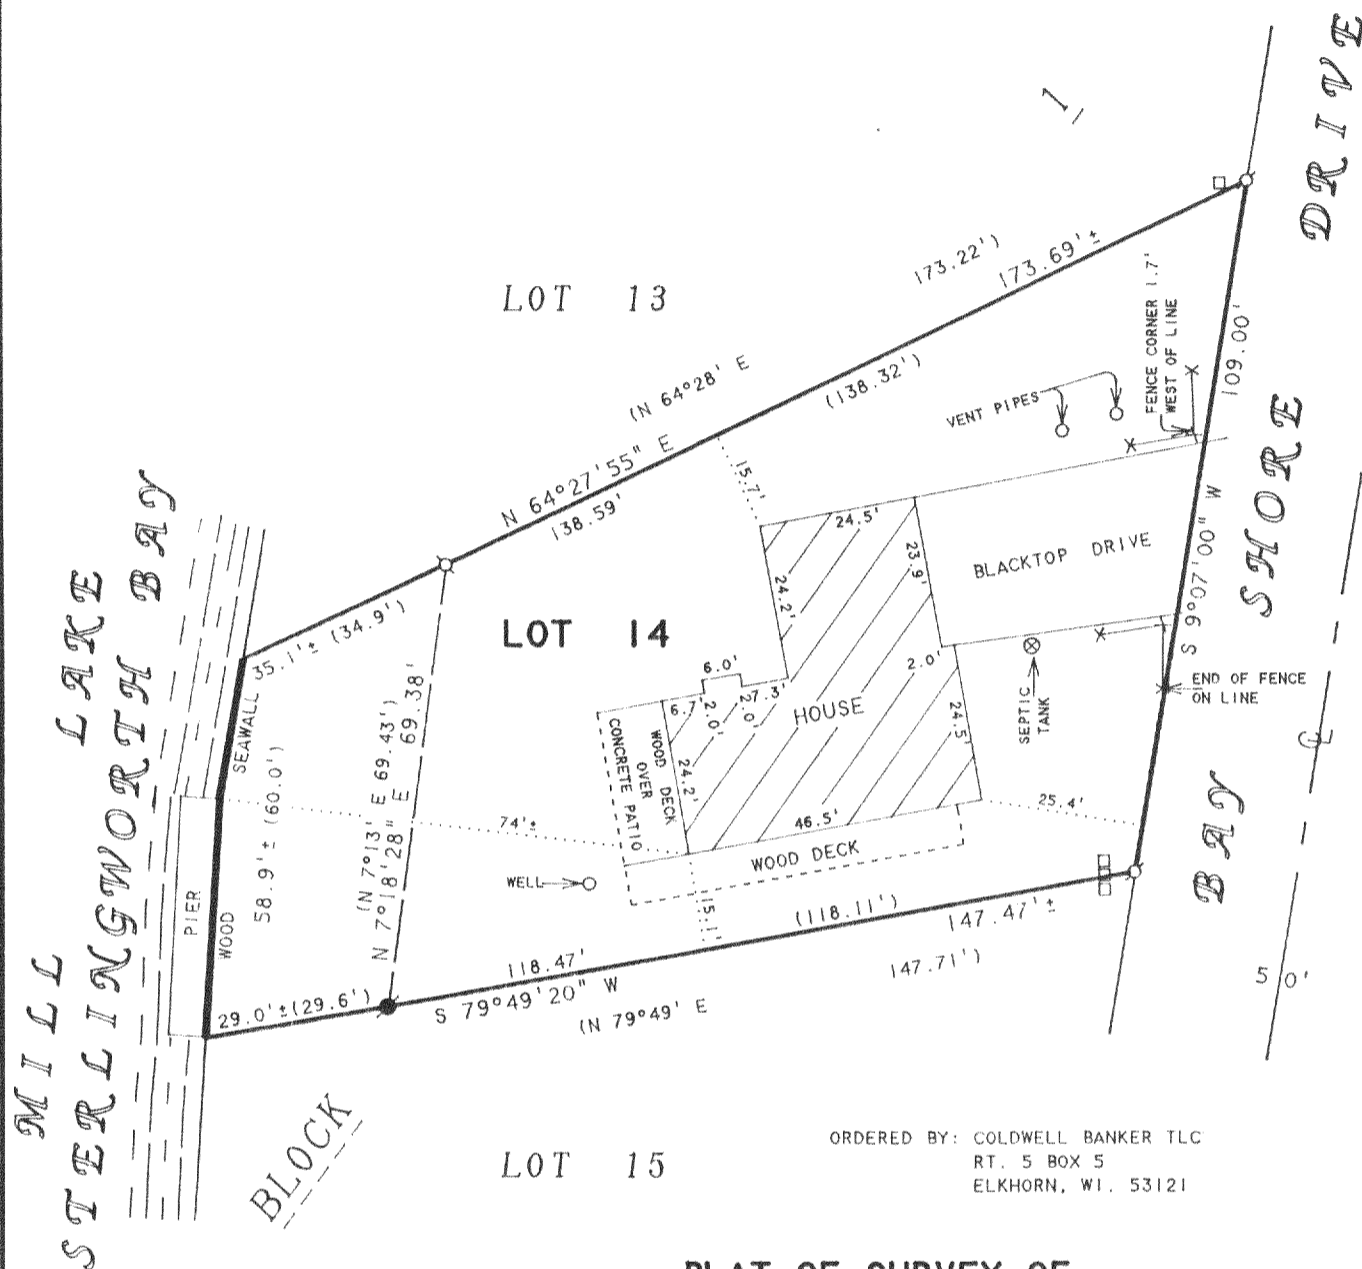 DRIVE
1
LOT 13
173.22')
173.69'±
(N 64°28' E
(138.32')
N 64°27'55" E
138.59'
FENCE CORNER 1.7'
WEST OF LINE
109.00'
VENT PIPES
15.7'
24.5'
23.9'
BLACKTOP DRIVE
S 9°07'00" W
SHORE
LAKE
STERLINGWORTH BAY
MILL
35.1'± (34.9')
LOT 14
24.2'
6.0'
2.0'
7.3'
6.7'
2.0'
2.0'
HOUSE
SEPTIC
TANK
END OF FENCE
ON LINE
SEAWALL
WOOD
58.9'± (60.0')
(N 7°13' E 69.43')
N 7°18'28" E 69.38'
WOOD DECK
OVER
CONCRETE PATIO
24.2'
24.5'
℄
74'±
46.5'
25.4'
WOOD DECK
BAY
PIER
WELL
15.1'
(118.11')
147.47'±
118.47'
147.71')
29.0'±(29.6')
S 79°49'20" W
(N 79°49' E
50'
BLOCK
LOT 15
ORDERED BY: COLDWELL BANKER TLC
RT. 5 BOX 5
ELKHORN, WI. 53121
PLAT OF SURVEY OF